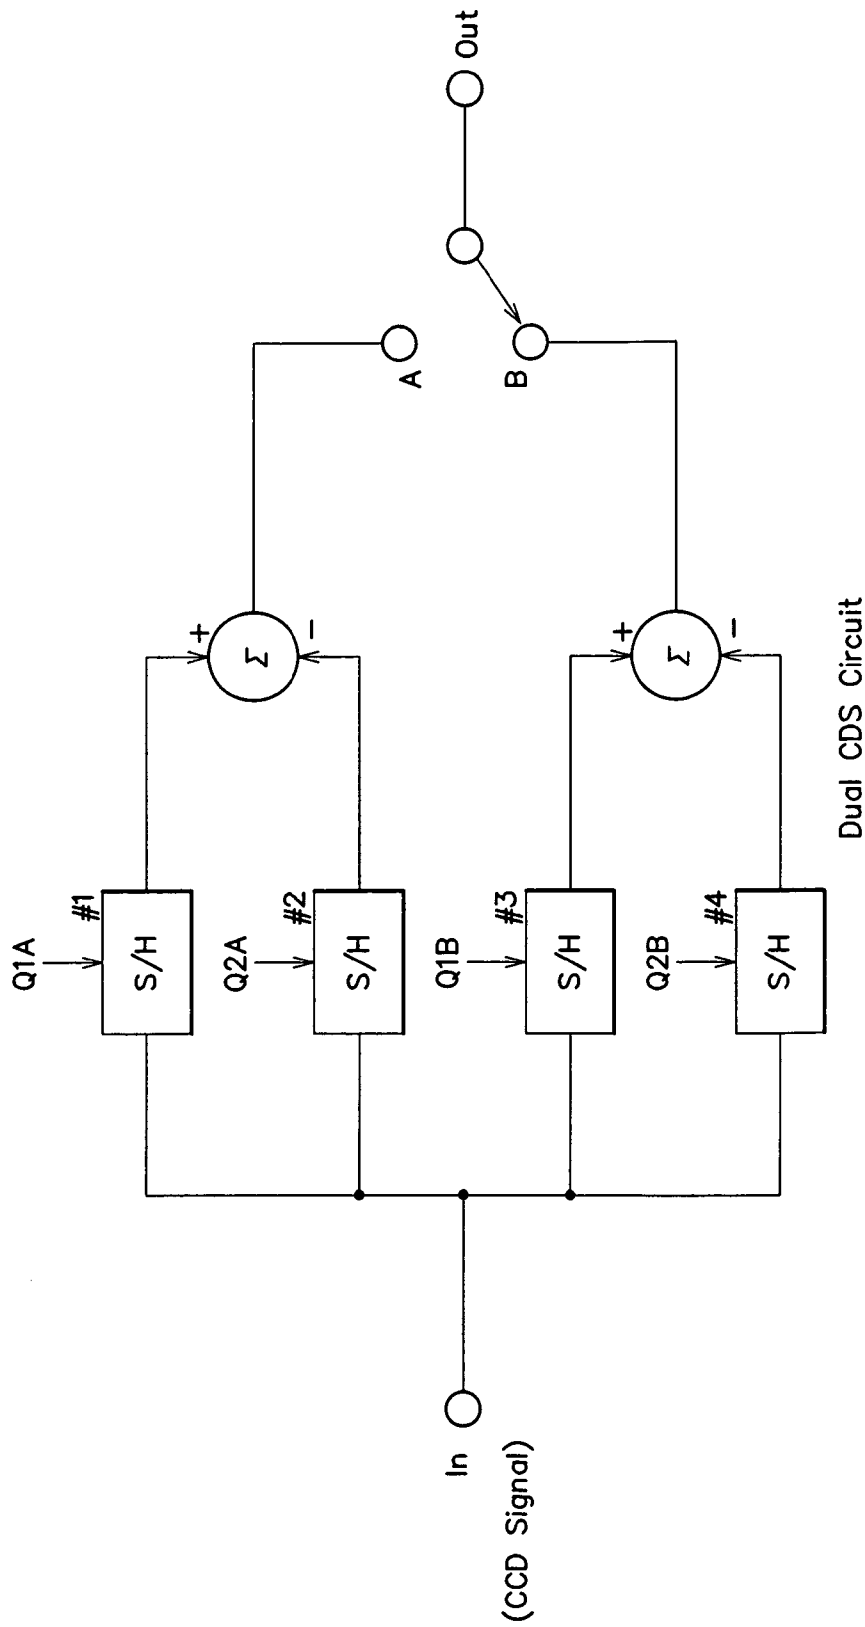 In
(CCD Signal)
Q1A
#1
S/H
Q2A
#2
S/H
Q1B
#3
S/H
Q2B
#4
S/H
+
Σ
−
+
Σ
−
A
B
Out
Dual CDS Circuit